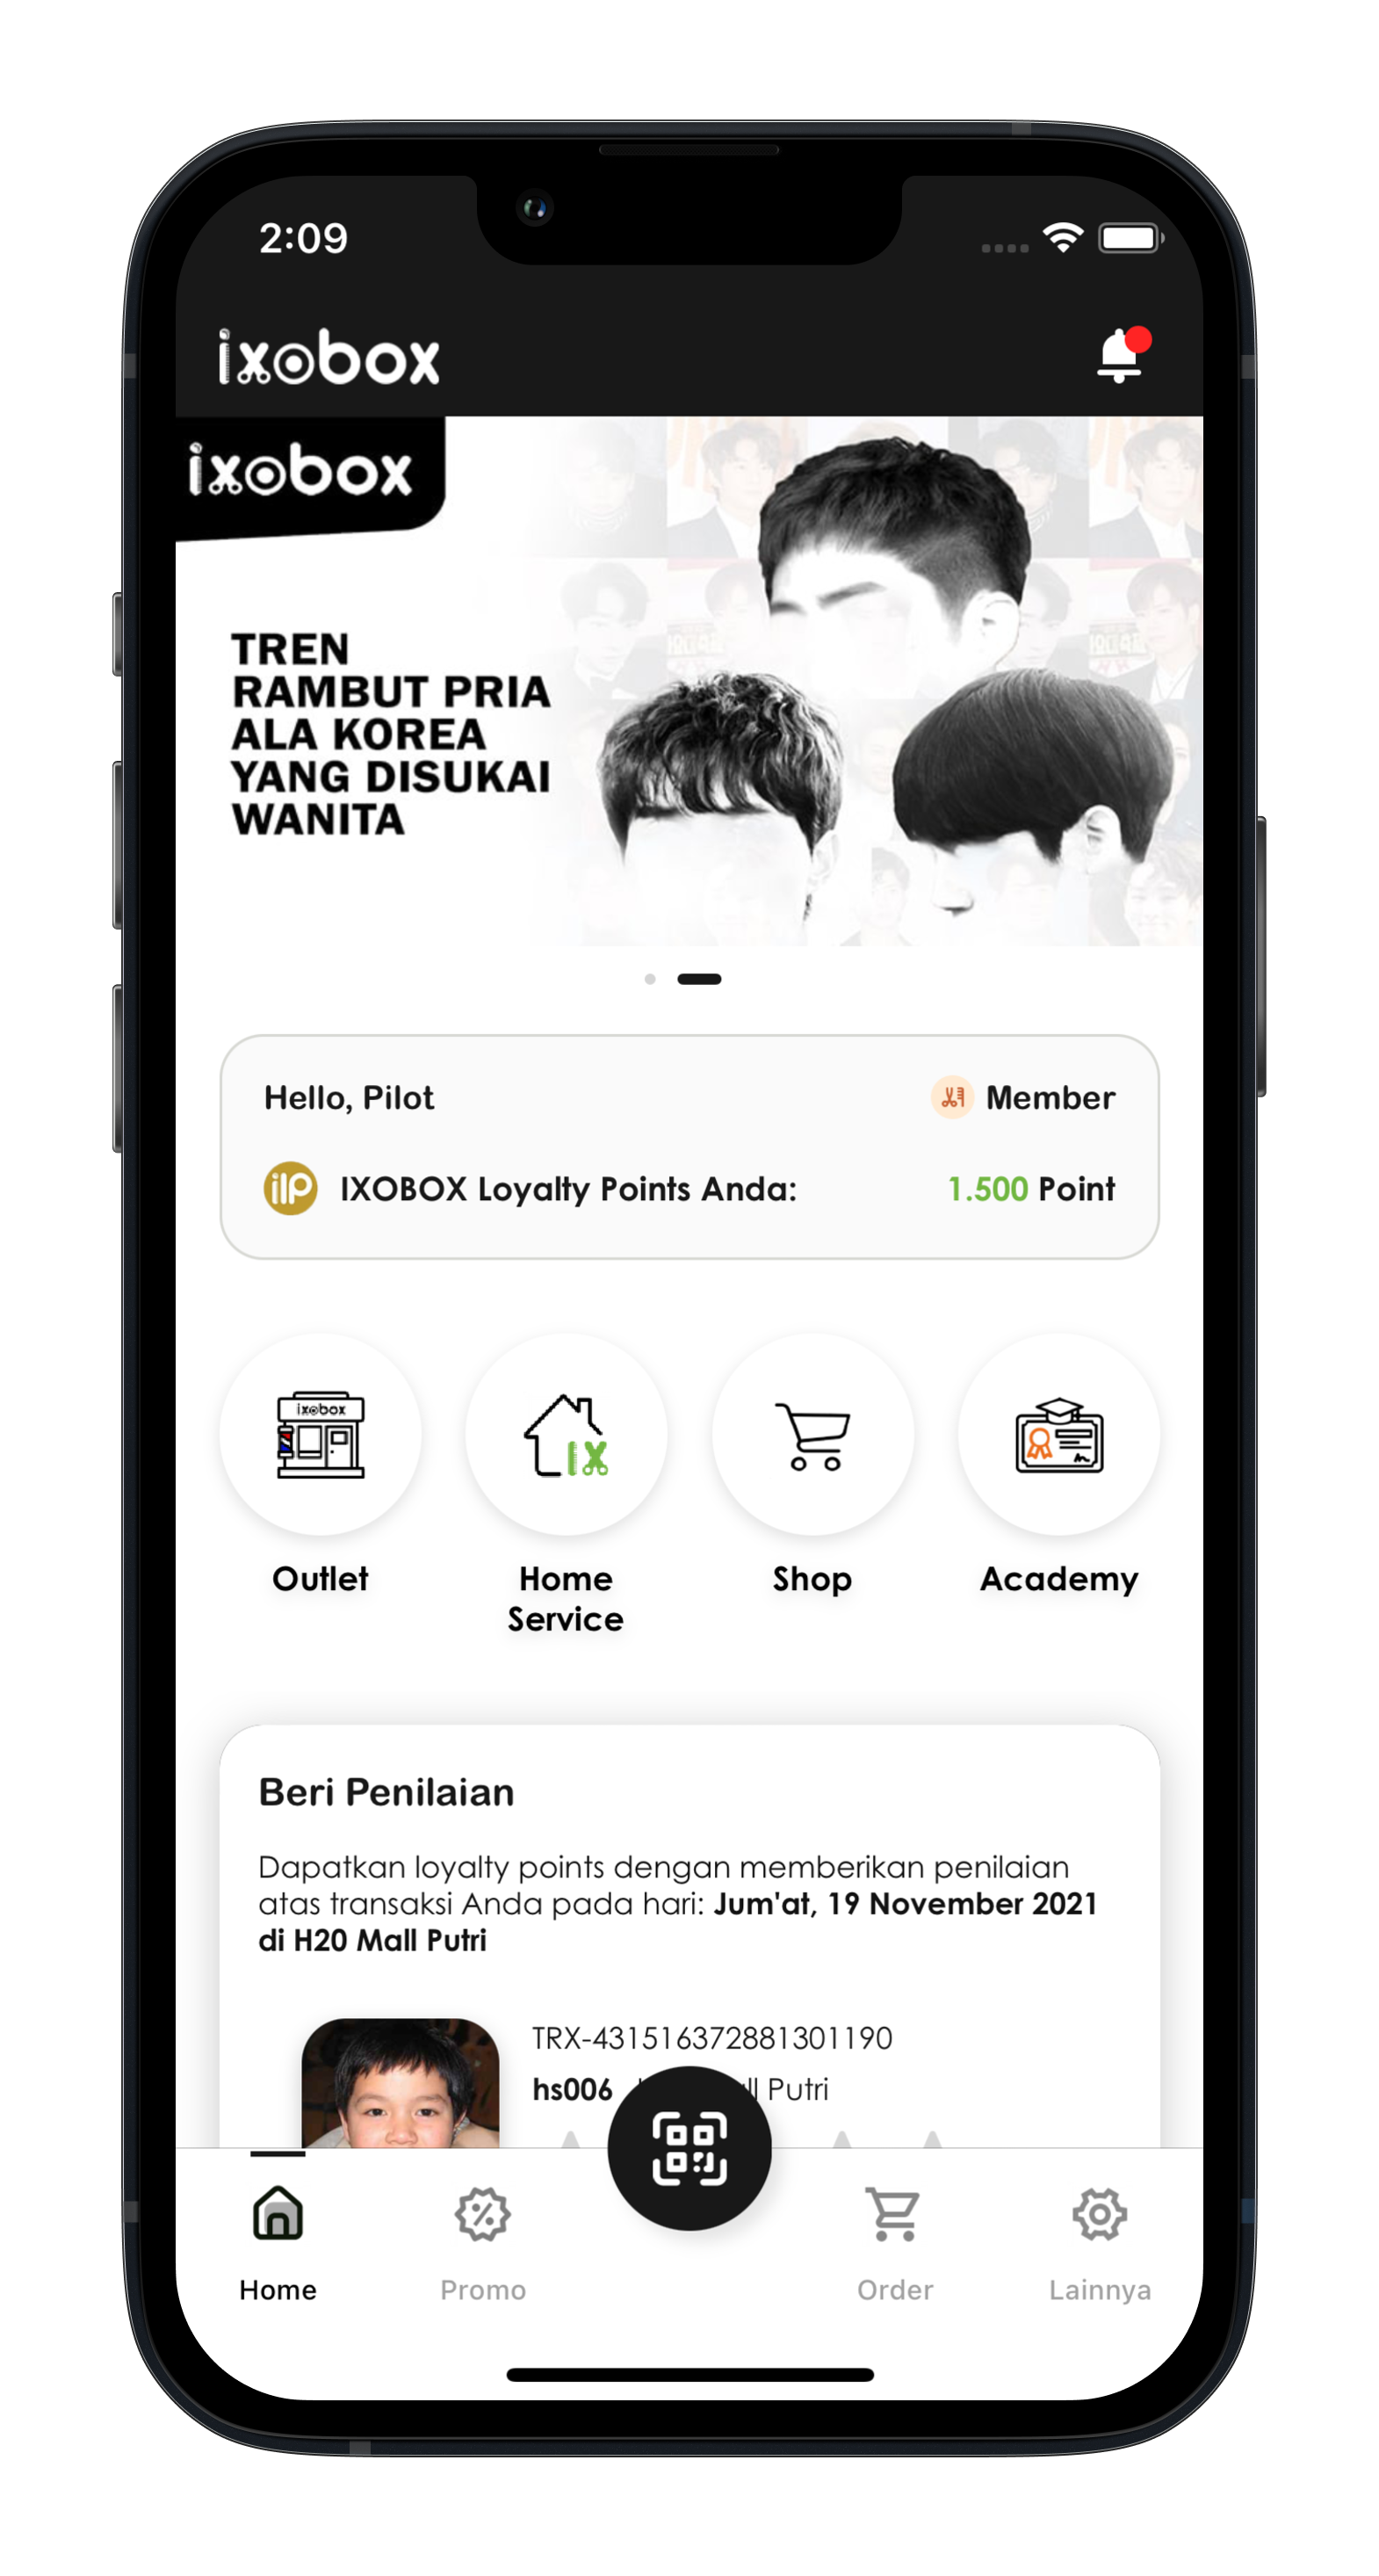 2:09
ixobox
ixobox
TREN
RAMBUT PRIA
ALA KOREA
YANG DISUKAI
WANITA
Hello, Pilot
Member
ilp
IXOBOX Loyalty Points Anda:
1.500 Point
ixobox
IX
Outlet
Home
Service
Shop
Academy
Beri Penilaian
Dapatkan loyalty points dengan memberikan penilaian
atas transaksi Anda pada hari: Jum'at, 19 November 2021
di H20 Mall Putri
TRX-431516372881301190
hs006
Putri
Home
Promo
Order
Lainnya